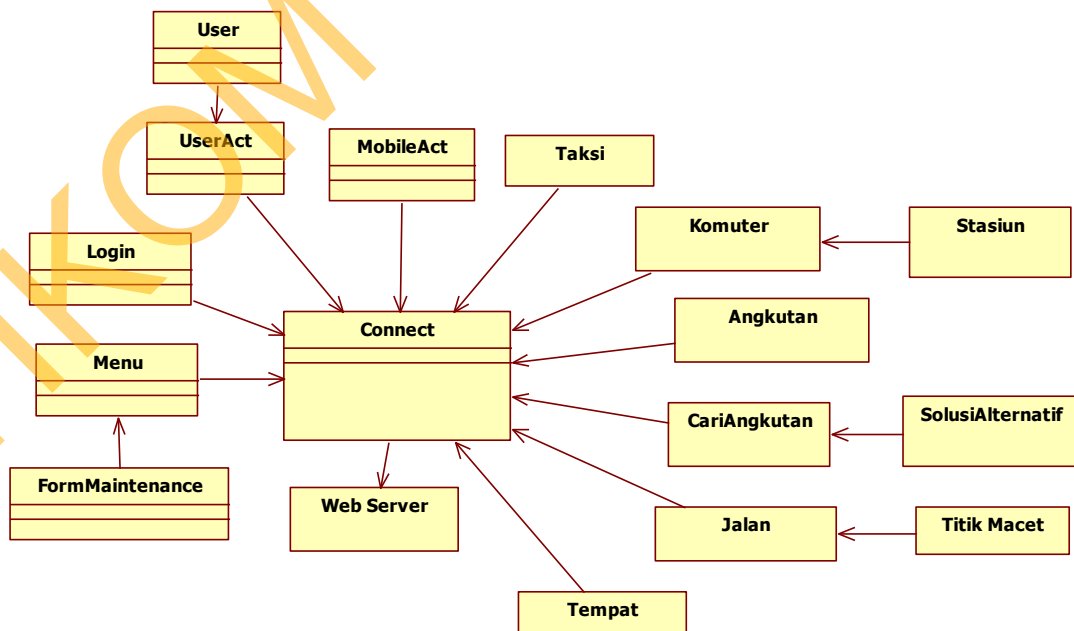 User
UserAct
MobileAct
Taksi
Komuter
Stasiun
Login
Connect
Angkutan
Menu
CariAngkutan
SolusiAlternatif
FormMaintenance
Web Server
Jalan
Titik Macet
Tempat